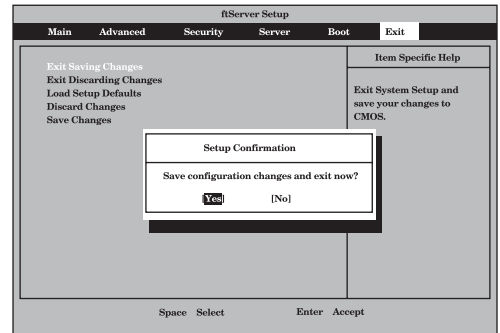 ftServer Setup
Main Advanced Security Server Boot Exit
Exit Saving Changes
Exit Discarding Changes
Load Setup Defaults
Discard Changes
Save Changes
Item Specific Help
Exit System Setup and
save your changes to
CMOS.
Setup Confirmation
Save configuration changes and exit now?
[Yes] [No]
Space Select Enter Accept